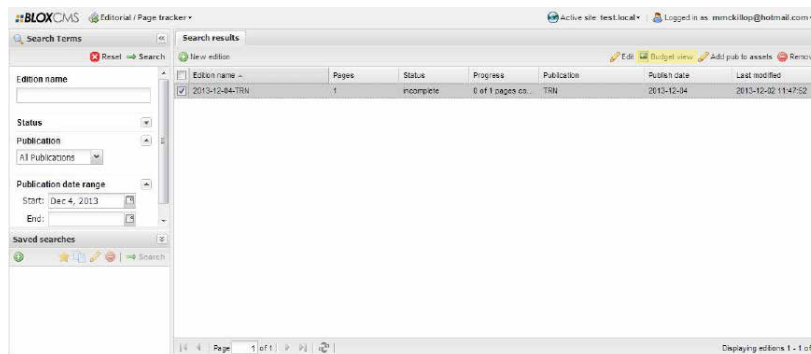 BLOXCMS Editorial / Page tracker Active site: test.local Logged in as: mmckillop@hotmail.com
Search Terms Search results
Reset Search New edition Edit Budget view Add pub to assets Remov
Edition name Edition name Pages Status Progress Publication Publish date Last modified
2013-12-04-TRN 1 incomplete 0 of 1 pages co... TRN 2013-12-04 2013-12-02 11:47:52
Status
Publication
All Publications
Publication date range
Start: Dec 4, 2013
End:
Saved searches
Search
Page 1 of 1 Displaying editions 1 - 1 of